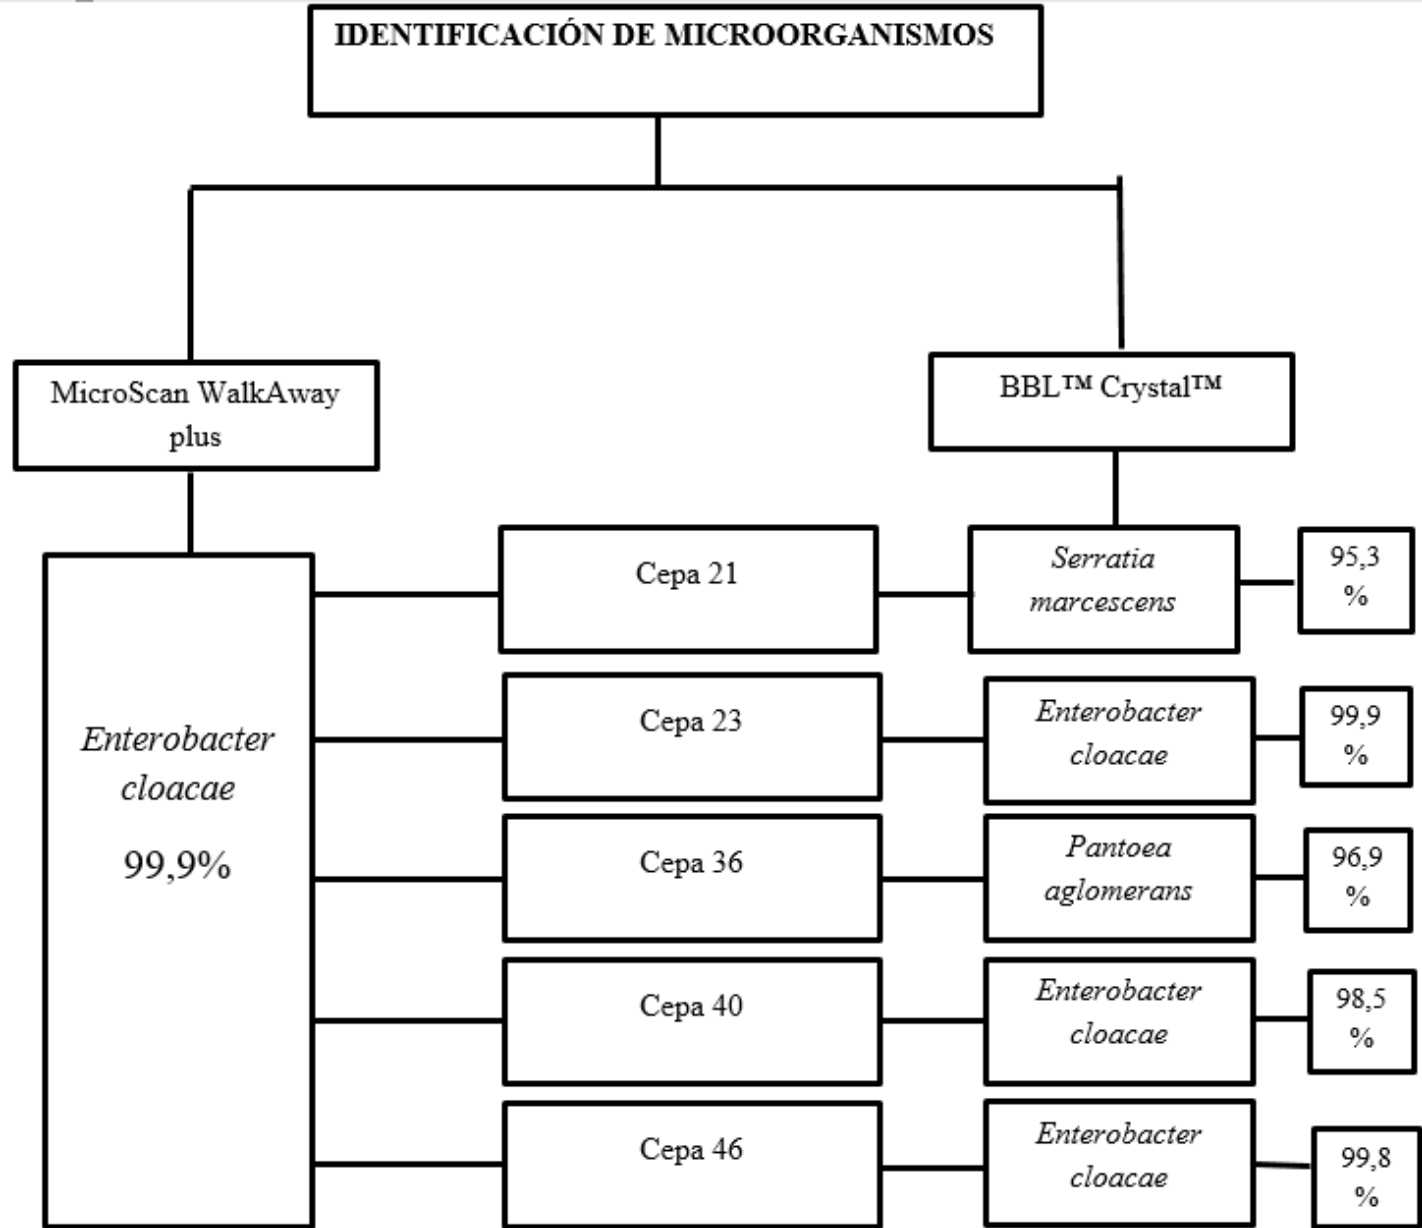 IDENTIFICACIÓN DE MICROORGANISMOS
MicroScan WalkAway
plus
BBL™ Crystal™
Enterobacter
cloacae
99,9%
Cepa 21
Serratia
marcescens
95,3
%
Cepa 23
Enterobacter
cloacae
99,9
%
Cepa 36
Pantoea
aglomerans
96,9
%
Cepa 40
Enterobacter
cloacae
98,5
%
Cepa 46
Enterobacter
cloacae
99,8
%